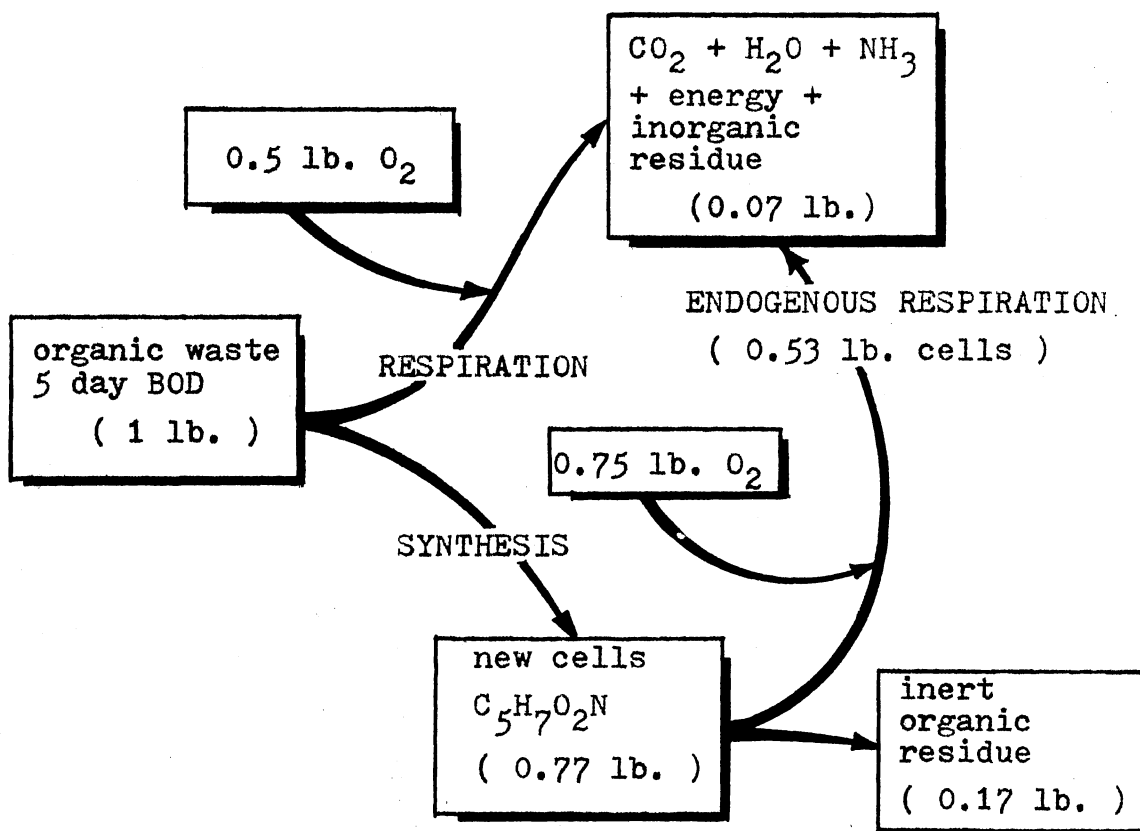 CO₂ + H₂O + NH₃
+ energy +
inorganic
residue
(0.07 lb.)
0.5 lb. O₂
ENDOGENOUS RESPIRATION
( 0.53 lb. cells )
organic waste
5 day BOD
( 1 lb. )
RESPIRATION
0.75 lb. O₂
SYNTHESIS
new cells
C₅H₇O₂N
( 0.77 lb. )
inert
organic
residue
( 0.17 lb. )